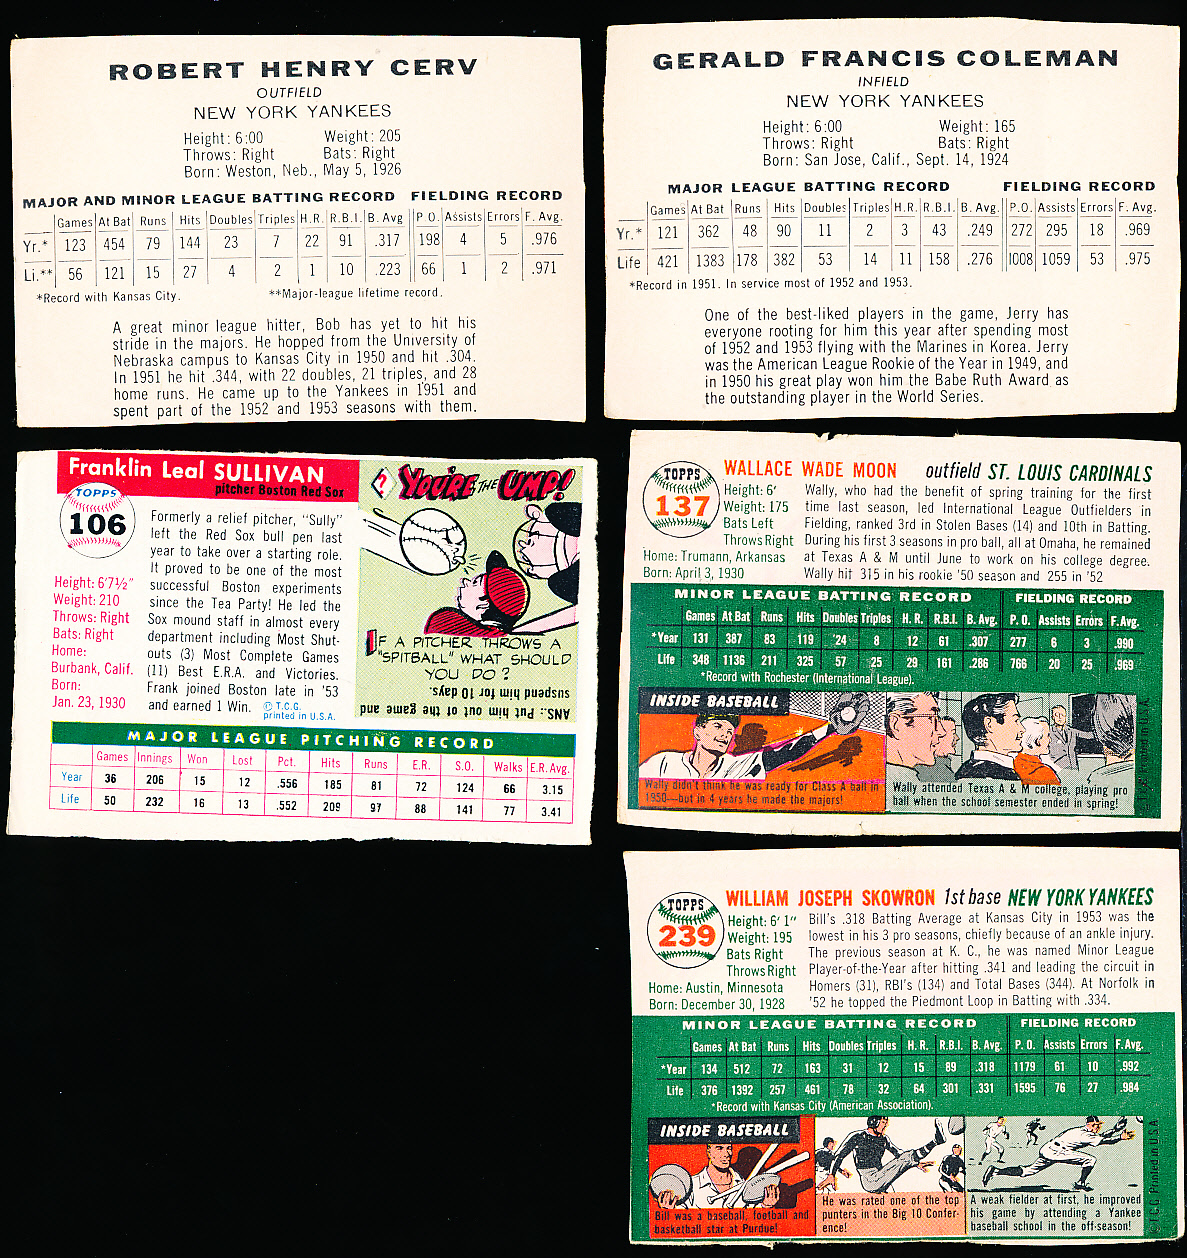 ROBERT HENRY CERV
OUTFIELD
NEW YORK YANKEES
Height: 6:00 Weight: 205
Throws: Right Bats: Right
Born: Weston, Neb., May 5, 1926
MAJOR AND MINOR LEAGUE BATTING RECORD FIELDING RECORD
Games At Bat Runs Hits Doubles Triples H.R. R.B.I. B. Avg P.O. Assists Errors F. Avg.
Yr.* 123 454 79 144 23 7 22 91 .317 198 4 5 .976
Li.** 56 121 15 27 4 2 1 10 .223 66 1 2 .971
*Record with Kansas City. **Major-league lifetime record.
A great minor league hitter, Bob has yet to hit his
stride in the majors. He hopped from the University of
Nebraska campus to Kansas City in 1950 and hit .304.
In 1951 he hit .344, with 22 doubles, 21 triples, and 28
home runs. He came up to the Yankees in 1951 and
spent part of the 1952 and 1953 seasons with them.
GERALD FRANCIS COLEMAN
INFIELD
NEW YORK YANKEES
Height: 6:00 Weight: 165
Throws: Right Bats: Right
Born: San Jose, Calif., Sept. 14, 1924
MAJOR LEAGUE BATTING RECORD FIELDING RECORD
Games At Bat Runs Hits Doubles Triples H.R. R.B.I. B. Avg. P.O. Assists Errors F. Avg.
Yr.* 121 362 48 90 11 2 3 43 .249 272 295 18 .969
Life 421 1383 178 382 53 14 11 158 .276 1008 1059 53 .975
*Record in 1951. In service most of 1952 and 1953.
One of the best-liked players in the game, Jerry has
everyone rooting for him this year after spending most
of 1952 and 1953 flying with the Marines in Korea. Jerry
was the American League Rookie of the Year in 1949, and
in 1950 his great play won him the Babe Ruth Award as
the outstanding player in the World Series.
Franklin Leal SULLIVAN
pitcher Boston Red Sox
TOPPS
106
Height: 6'7½"
Weight: 210
Throws: Right
Bats: Right
Home:
Burbank, Calif.
Born:
Jan. 23, 1930
Formerly a relief pitcher, "Sully"
left the Red Sox bull pen last
year to take over a starting role.
It proved to be one of the most
successful Boston experiments
since the Tea Party! He led the
Sox mound staff in almost every
department including Most Shut-
outs (3) Most Complete Games
(11) Best E.R.A. and Victories.
Frank joined Boston late in '53
and earned 1 Win. © T.C.G.
printed in U.S.A.
? YOU'RE THE UMP!
IF A PITCHER THROWS A
"SPITBALL" WHAT SHOULD
YOU DO?
ANS.: Put him out of the game and
suspend him for 10 days.
MAJOR LEAGUE PITCHING RECORD
Games Innings Won Lost Pct. Hits Runs E.R. S.O. Walks E.R. Avg.
Year 36 206 15 12 .556 185 81 72 124 66 3.15
Life 50 232 16 13 .552 209 97 88 141 77 3.41
TOPPS
137
WALLACE WADE MOON outfield ST. LOUIS CARDINALS
Height: 6'
Weight: 175
Bats Left
Throws Right
Home: Trumann, Arkansas
Born: April 3, 1930
Wally, who had the benefit of spring training for the first
time last season, led International League Outfielders in
Fielding, ranked 3rd in Stolen Bases (14) and 10th in Batting.
During his first 3 seasons in pro ball, all at Omaha, he remained
at Texas A & M until June to work on his college degree.
Wally hit 315 in his rookie '50 season and 255 in '52
MINOR LEAGUE BATTING RECORD FIELDING RECORD
Games At Bat Runs Hits Doubles Triples H. R. R.B.I. B. Avg. P. O. Assists Errors F.Avg.
*Year 131 387 83 119 24 8 12 61 .307 277 6 3 .990
Life 348 1136 211 325 57 25 29 161 .286 766 20 25 .969
*Record with Rochester (International League).
INSIDE BASEBALL
Wally didn't think he was ready for Class A ball in
1950—but in 4 years he made the majors!
Wally attended Texas A & M college, playing pro
ball when the school semester ended in spring!
TOPPS
239
WILLIAM JOSEPH SKOWRON 1st base NEW YORK YANKEES
Height: 6' 1"
Weight: 195
Bats Right
Throws Right
Home: Austin, Minnesota
Born: December 30, 1928
Bill's .318 Batting Average at Kansas City in 1953 was the
lowest in his 3 pro seasons, chiefly because of an ankle injury.
The previous season at K. C., he was named Minor League
Player-of-the-Year after hitting .341 and leading the circuit in
Homers (31), RBI's (134) and Total Bases (344). At Norfolk in
'52 he topped the Piedmont Loop in Batting with .334.
MINOR LEAGUE BATTING RECORD FIELDING RECORD
Games At Bat Runs Hits Doubles Triples H. R. R.B.I. B. Avg. P. O. Assists Errors F. Avg.
*Year 134 512 72 163 31 12 15 89 .318 1179 61 10 .992
Life 376 1392 257 461 78 32 64 301 .331 1595 76 27 .984
*Record with Kansas City (American Association).
INSIDE BASEBALL
Bill was a baseball, football and
basketball star at Purdue!
He was rated one of the top
punters in the Big 10 Confer-
ence!
A weak fielder at first, he improved
his game by attending a Yankee
baseball school in the off-season!
T.C.G. Printed in U.S.A.